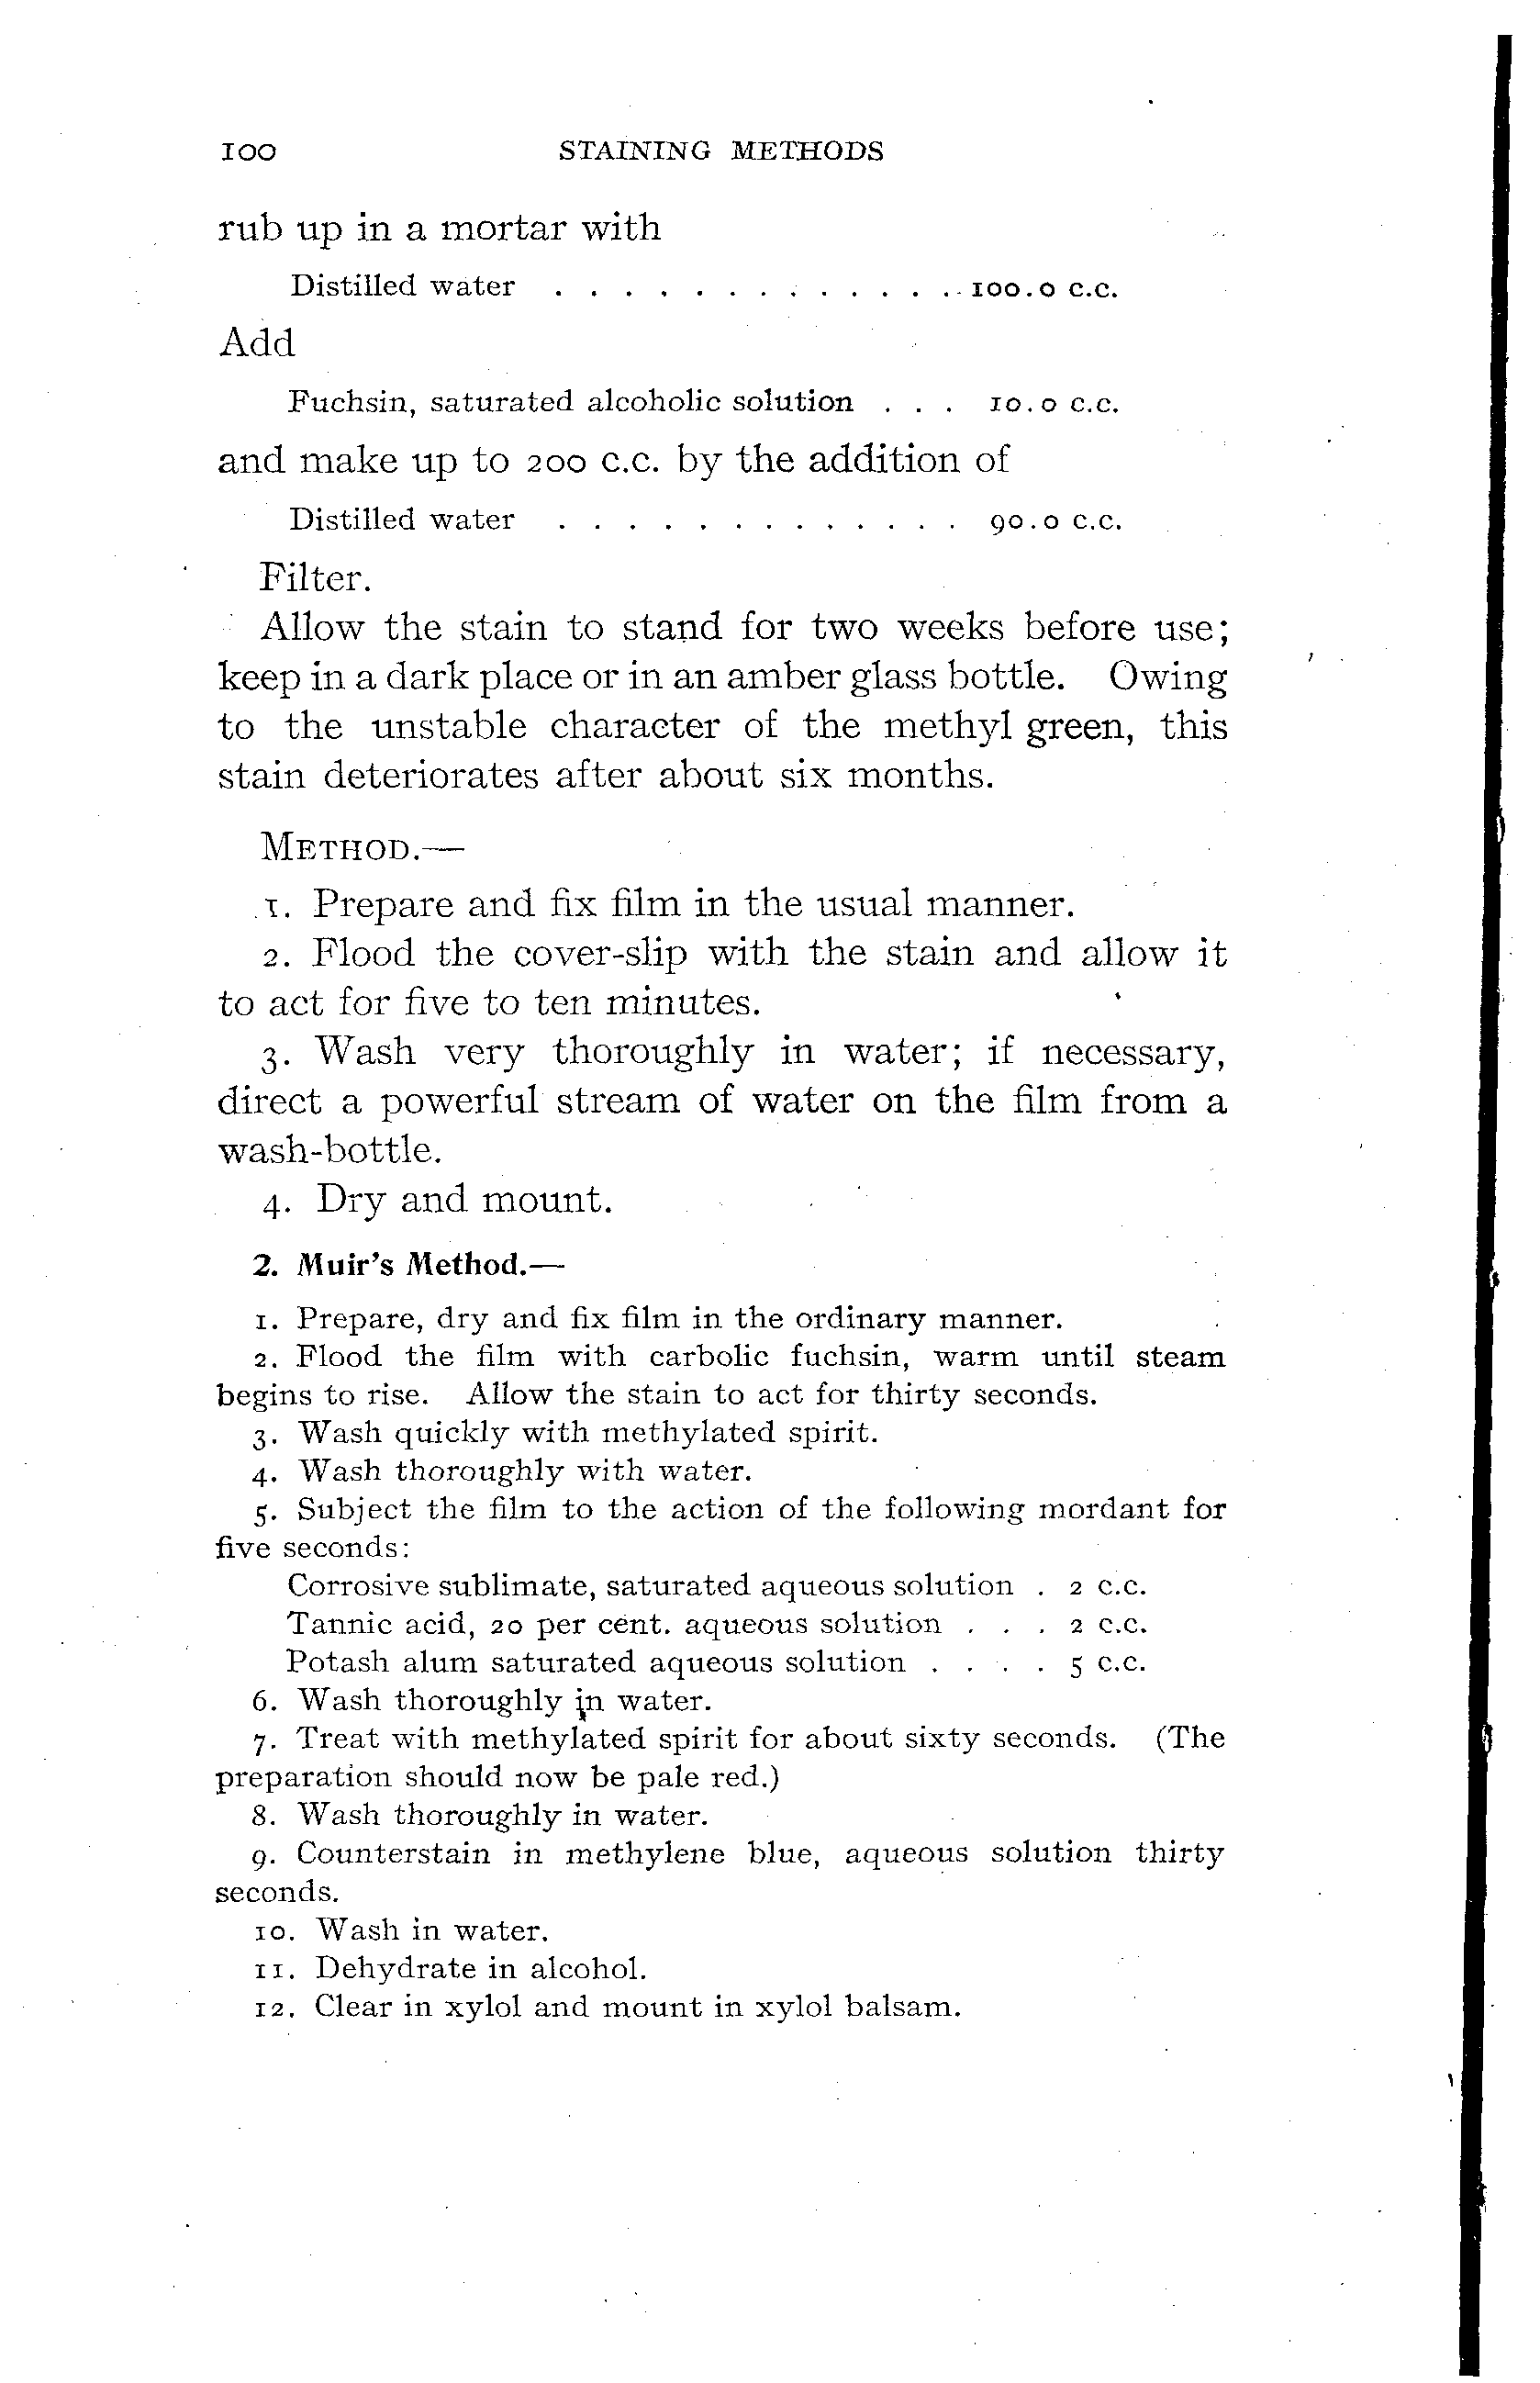 100 STAINING METHODS
rub up in a mortar with
Distilled water . . . . . . . . . . . . . 100.0 c.c.
Add
Fuchsin, saturated alcoholic solution . . . 10.0 c.c.
and make up to 200 c.c. by the addition of
Distilled water . . . . . . . . . . . . . 90.0 c.c.
Filter.
Allow the stain to stand for two weeks before use;
keep in a dark place or in an amber glass bottle. Owing
to the unstable character of the methyl green, this
stain deteriorates after about six months.
METHOD.—
1. Prepare and fix film in the usual manner.
2. Flood the cover-slip with the stain and allow it
to act for five to ten minutes.
3. Wash very thoroughly in water; if necessary,
direct a powerful stream of water on the film from a
wash-bottle.
4. Dry and mount.
2. Muir's Method.—
1. Prepare, dry and fix film in the ordinary manner.
2. Flood the film with carbolic fuchsin, warm until steam
begins to rise. Allow the stain to act for thirty seconds.
3. Wash quickly with methylated spirit.
4. Wash thoroughly with water.
5. Subject the film to the action of the following mordant for
five seconds:
Corrosive sublimate, saturated aqueous solution . 2 c.c.
Tannic acid, 20 per cent. aqueous solution . . . 2 c.c.
Potash alum saturated aqueous solution . . . . 5 c.c.
6. Wash thoroughly in water.
7. Treat with methylated spirit for about sixty seconds. (The
preparation should now be pale red.)
8. Wash thoroughly in water.
9. Counterstain in methylene blue, aqueous solution thirty
seconds.
10. Wash in water.
11. Dehydrate in alcohol.
12. Clear in xylol and mount in xylol balsam.